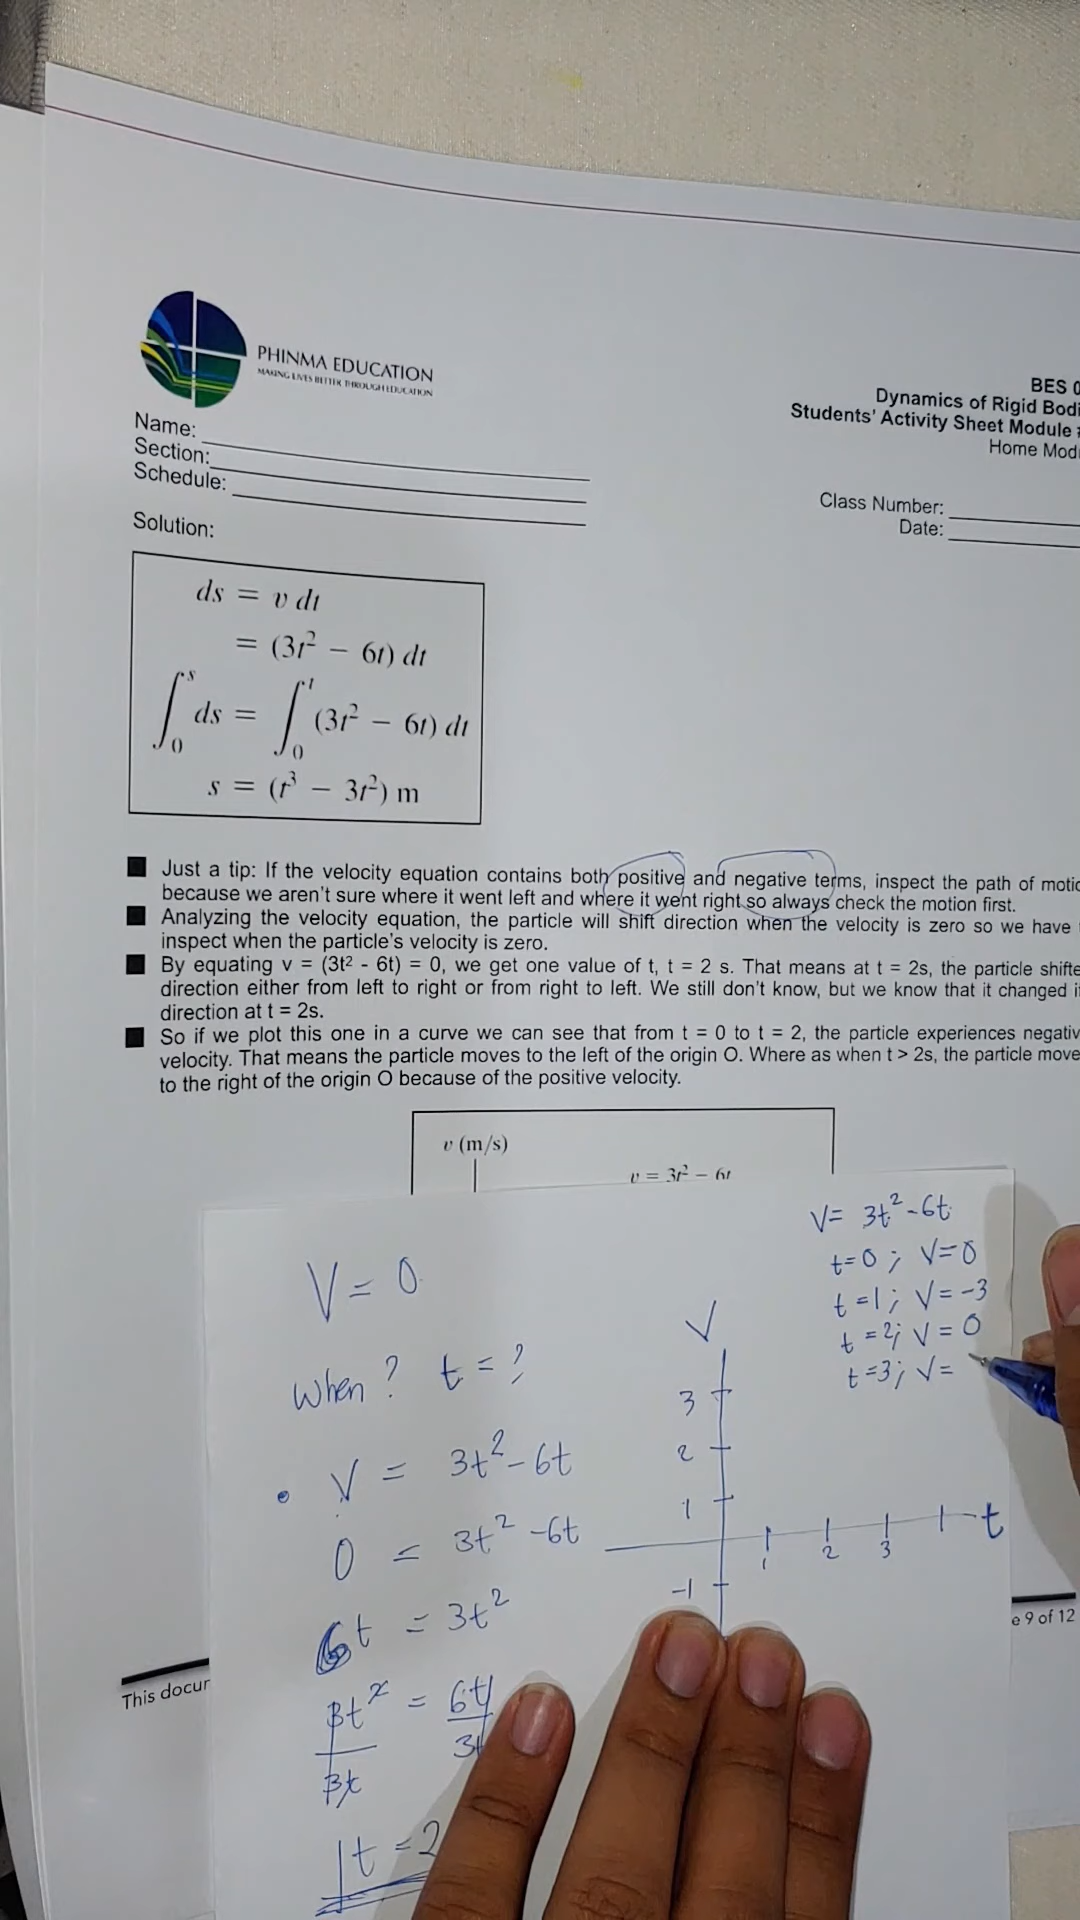 PHINMA EDUCATION
MAKING LIVES BETTER THROUGH EDUCATION
BES 0
Dynamics of Rigid Bodi
Students' Activity Sheet Module #
Home Modu
Name:
Section:
Schedule:
Class Number:
Date:
Solution:
ds = v dt
= (3t² − 6t) dt
∫₀ˢ ds = ∫₀ᵗ (3t² − 6t) dt
s = (t³ − 3t²) m
■ Just a tip: If the velocity equation contains both positive and negative terms, inspect the path of motio
because we aren't sure where it went left and where it went right so always check the motion first.
■ Analyzing the velocity equation, the particle will shift direction when the velocity is zero so we have
inspect when the particle's velocity is zero.
■ By equating v = (3t² - 6t) = 0, we get one value of t, t = 2 s. That means at t = 2s, the particle shifte
direction either from left to right or from right to left. We still don't know, but we know that it changed i
direction at t = 2s.
■ So if we plot this one in a curve we can see that from t = 0 to t = 2, the particle experiences negativ
velocity. That means the particle moves to the left of the origin O. Where as when t > 2s, the particle move
to the right of the origin O because of the positive velocity.
v (m/s)
v = 3t² − 6t
V = 0
When? t = ?
• V = 3t² - 6t
0 = 3t² - 6t
6t = 3t²
3t² = 6t
3t 3t
t = 2
V = 3t² - 6t
t=0; V=0
t=1; V=-3
t=2; V=0
t=3; V=
V
3
2
1
-1
1 2 3 t
e 9 of 12
This docur